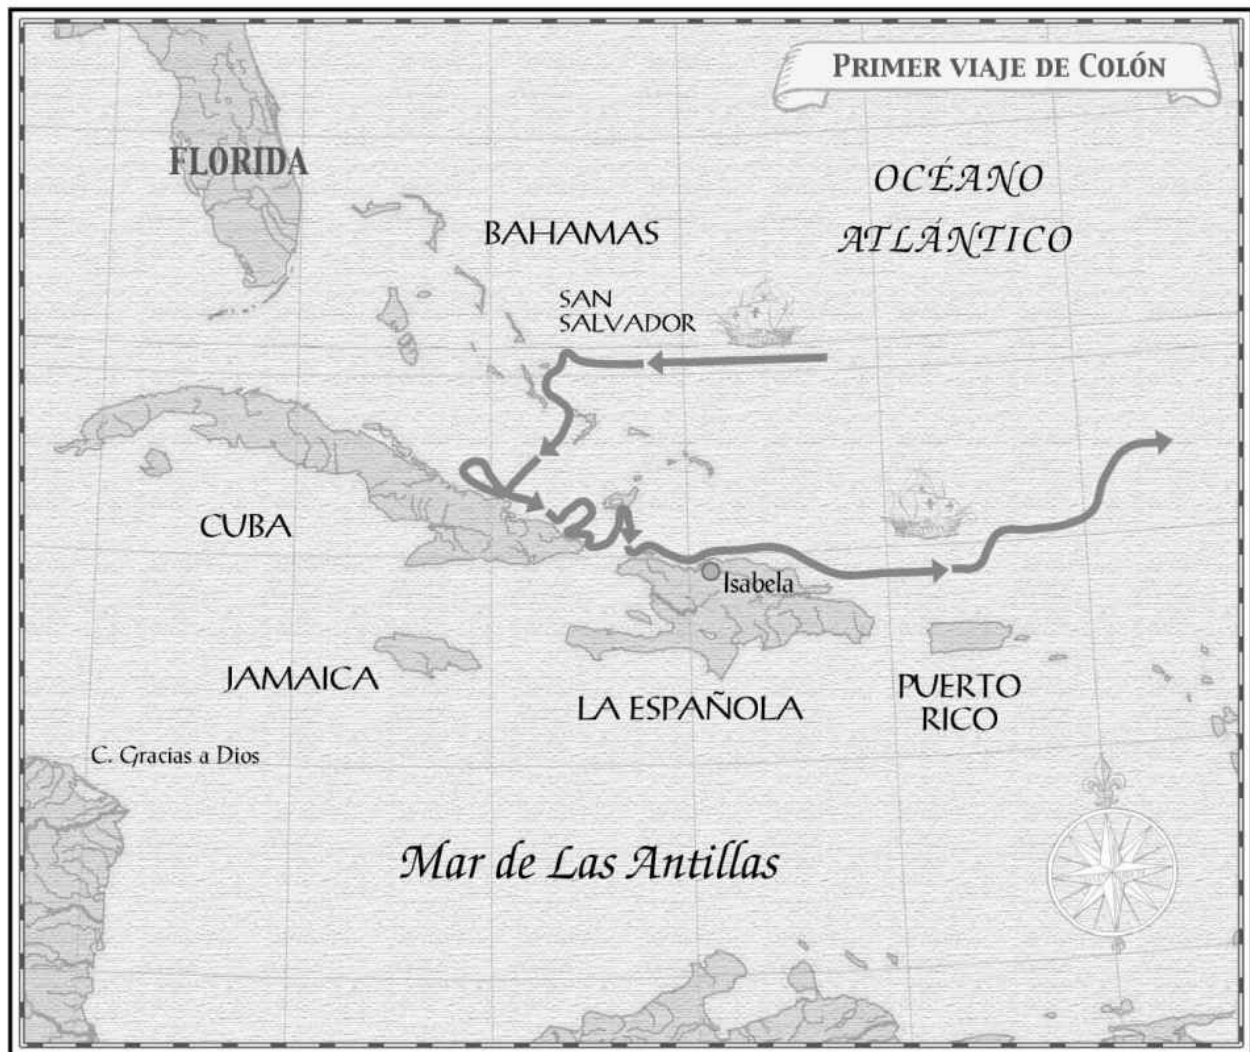 PRIMER VIAJE DE COLÓN
FLORIDA
OCÉANO
ATLÁNTICO
BAHAMAS
SAN
SALVADOR
CUBA
Isabela
JAMAICA
LA ESPAÑOLA
PUERTO
RICO
C. Gracias a Dios
Mar de Las Antillas